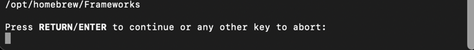 /opt/homebrew/Frameworks
Press RETURN/ENTER to continue or any other key to abort: